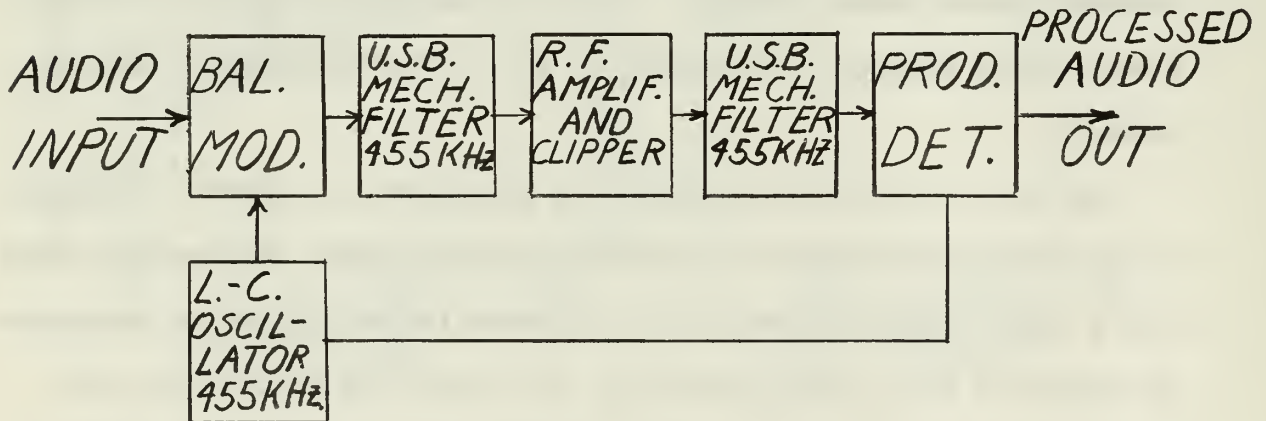 AUDIO
INPUT
BAL.
MOD.
U.S.B.
MECH.
FILTER
455KHz
R.F.
AMPLIF.
AND
CLIPPER
U.S.B.
MECH.
FILTER
455KHz
PROD.
DET.
PROCESSED
AUDIO
OUT
L.-C.
OSCIL-
LATOR
455KHz.